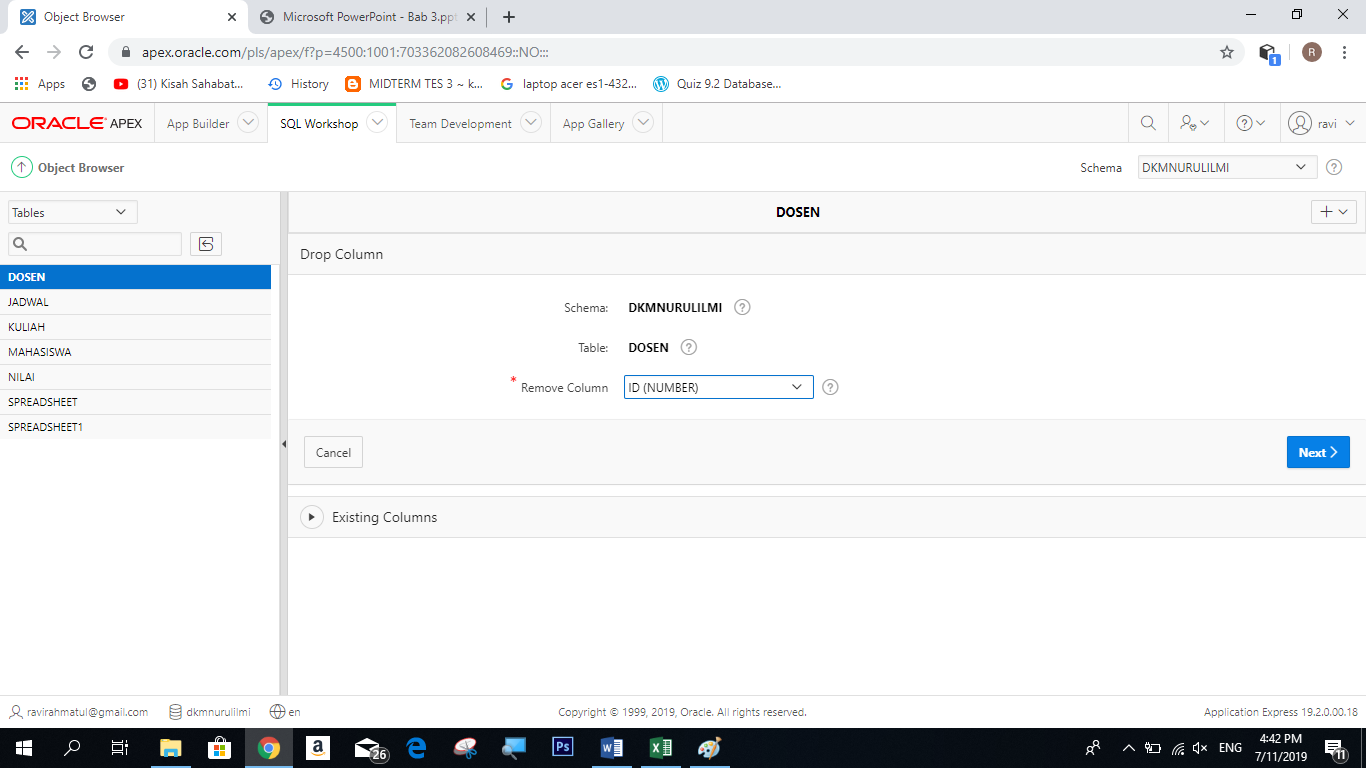 Object Browser
Microsoft PowerPoint - Bab 3.ppt
apex.oracle.com/pls/apex/f?p=4500:1001:703362082608469::NO:::
R
1
Apps
(31) Kisah Sahabat...
History
MIDTERM TES 3 ~ k...
laptop acer es1-432...
Quiz 9.2 Database...
ORACLE APEX
App Builder
SQL Workshop
Team Development
App Gallery
ravi
Object Browser
Schema
DKMNURULILMI
Tables
DOSEN
DOSEN
JADWAL
KULIAH
MAHASISWA
NILAI
SPREADSHEET
SPREADSHEET1
Drop Column
Schema: DKMNURULILMI
Table: DOSEN
* Remove Column ID (NUMBER)
Cancel
Next
Existing Columns
ravirahmatul@gmail.com
dkmnurulilmi
en
Copyright © 1999, 2019, Oracle. All rights reserved.
Application Express 19.2.0.00.18
a
26
Ps
ENG
4:42 PM
7/11/2019
11